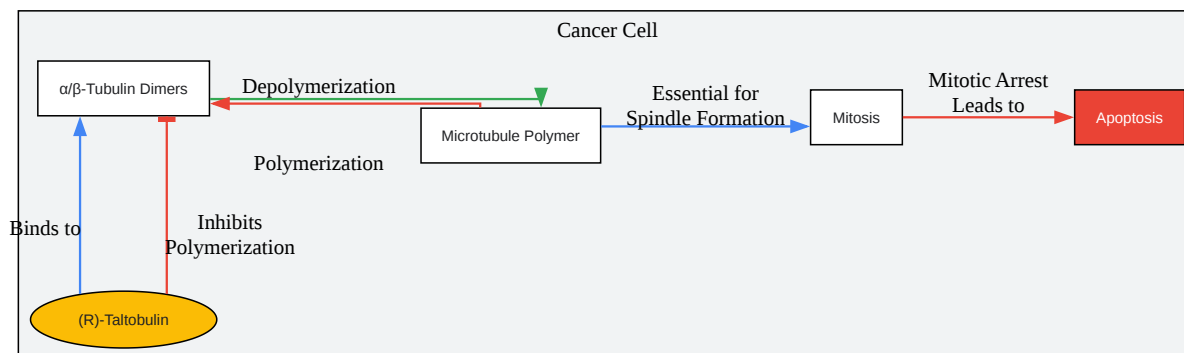 Cancer Cell
α/β-Tubulin Dimers
Depolymerization
Microtubule Polymer
Polymerization
Essential for
Spindle Formation
Mitosis
Mitotic Arrest
Leads to
Apoptosis
Binds to
Inhibits
Polymerization
(R)-Taltobulin